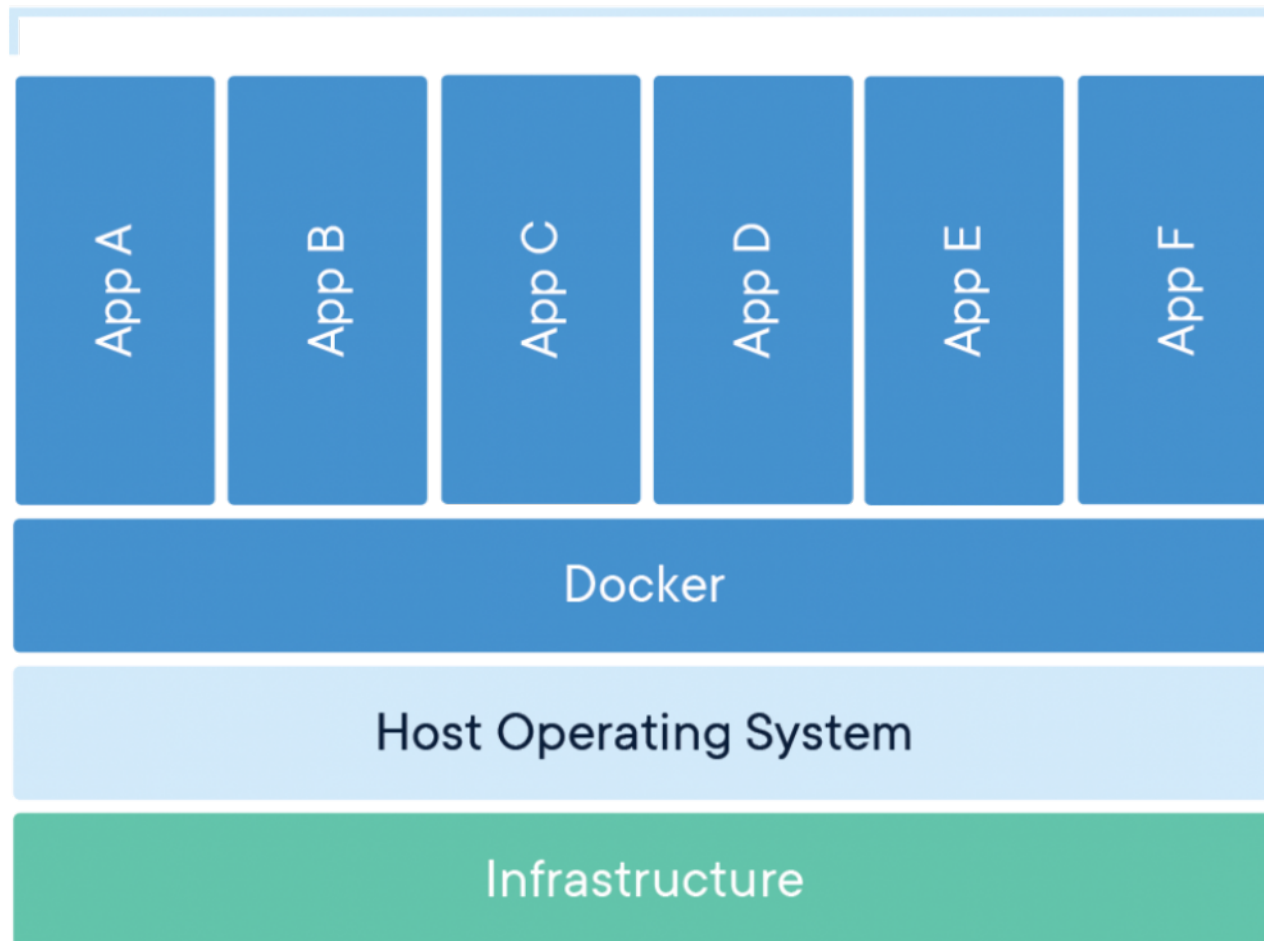 App A
App B
App C
App D
App E
App F
Docker
Host Operating System
Infrastructure